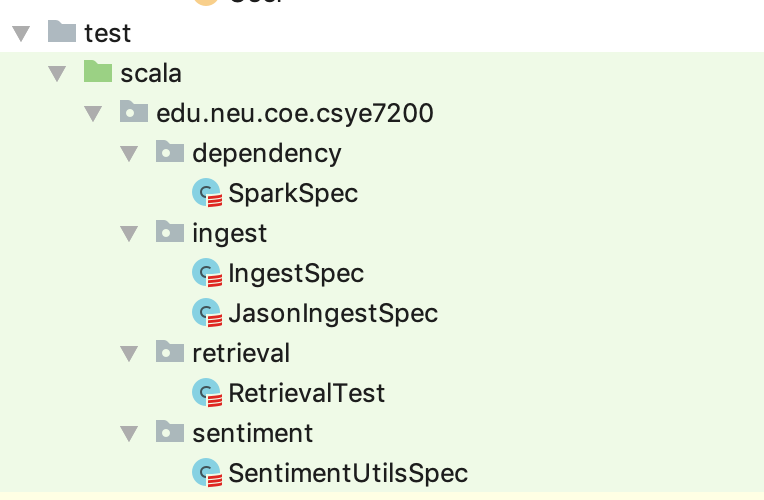 test
scala
edu.neu.coe.csye7200
dependency
SparkSpec
ingest
IngestSpec
JasonIngestSpec
retrieval
RetrievalTest
sentiment
SentimentUtilsSpec